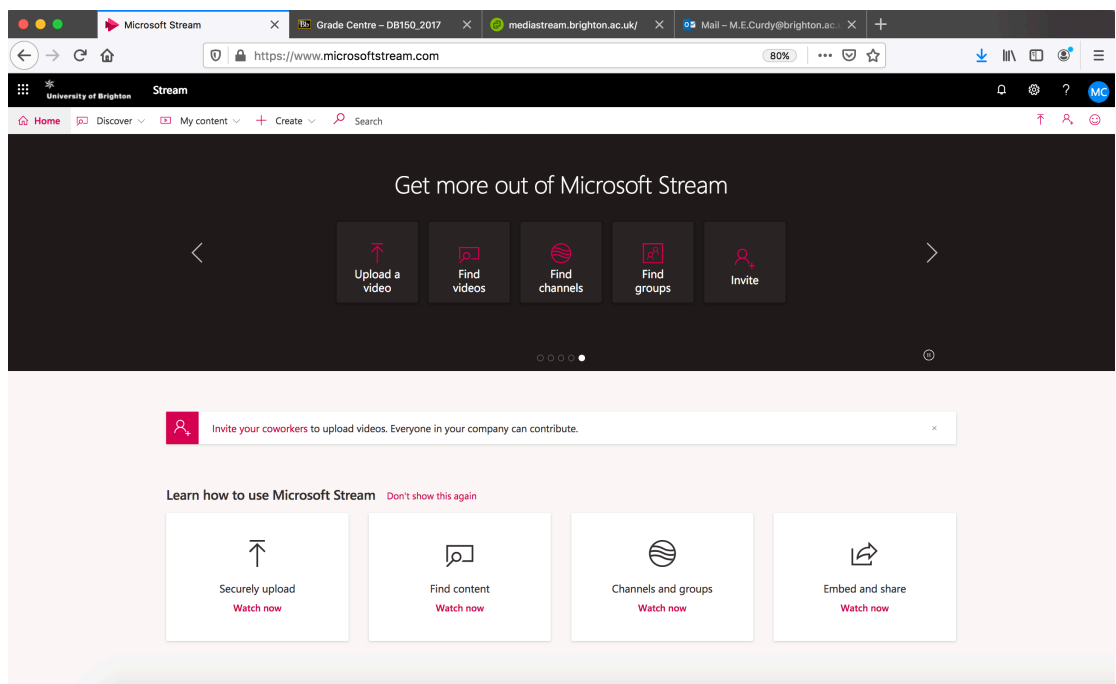 Microsoft Stream
Bb Grade Centre – DB150_2017
mediastream.brighton.ac.uk/
Mail – M.E.Curdy@brighton.ac.u
https://www.microsoftstream.com
80%
University of Brighton
Stream
?
MC
Home
Discover
My content
Create
Search
Get more out of Microsoft Stream
Upload a
video
Find
videos
Find
channels
Find
groups
Invite
Invite your coworkers to upload videos. Everyone in your company can contribute.
Learn how to use Microsoft Stream Don't show this again
Securely upload
Watch now
Find content
Watch now
Channels and groups
Watch now
Embed and share
Watch now